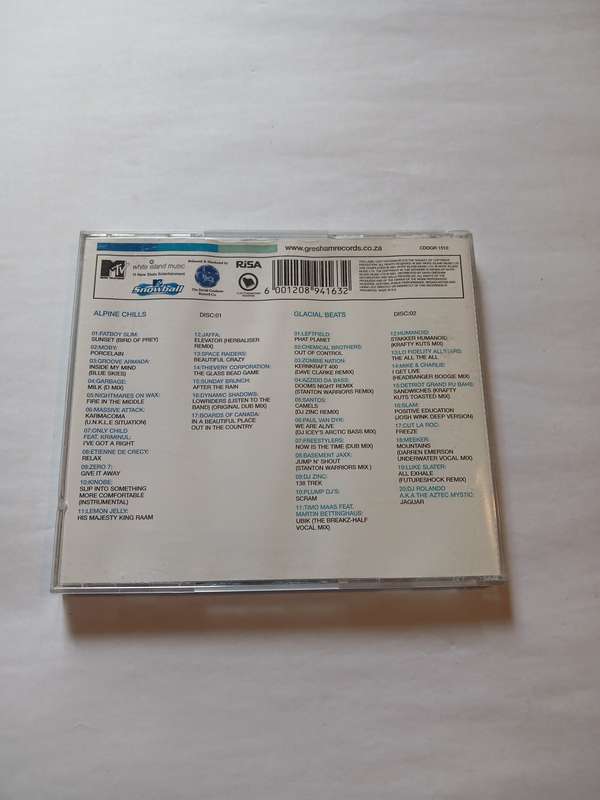 www.greshamrecords.co.za
CDDGR 1510
MTV
white island music
A New State Entertainment
RiSA
MTV
Snowball
6 001208 941632
ALPINE CHILLS
DISC:01
01:FATBOY SLIM:
SUNSET (BIRD OF PREY)
02:MOBY:
PORCELAIN
03:GROOVE ARMADA:
INSIDE MY MIND
(BLUE SKIES)
04:GARBAGE:
MILK (D MIX)
05:NIGHTMARES ON WAX:
FIRE IN THE MIDDLE
06:MASSIVE ATTACK:
KARMACOMA
(U.N.K.L.E SITUATION)
07:ONLY CHILD
FEAT. KRIMINUL:
I'VE GOT A RIGHT
08:ETIENNE DE CRECY:
RELAX
09:ZERO 7:
GIVE IT AWAY
10:KNOBE:
SLIP INTO SOMETHING
MORE COMFORTABLE
(INSTRUMENTAL)
11:LEMON JELLY:
HIS MAJESTY KING RAAM
12:JAFFA:
ELEVATOR (HERBALISER
REMIX)
13:SPACE RAIDERS:
BEAUTIFUL CRAZY
14:THIEVERY CORPORATION:
THE GLASS BEAD GAME
15:SUNDAY BRUNCH:
AFTER THE RAIN
16:DYNAMIC SHADOWS:
LOWRIDERS (LISTEN TO THE
BAND) (ORIGINAL DUB MIX)
17:BOARDS OF CANADA:
IN A BEAUTIFUL PLACE
OUT IN THE COUNTRY
GLACIAL BEATS
DISC:02
01:LEFTFIELD:
PHAT PLANET
02:CHEMICAL BROTHERS:
OUT OF CONTROL
03:ZOMBIE NATION:
KERNKRAFT 400
(DAVE CLARKE REMIX)
04:AZZIDO DA BASS:
DOOMS NIGHT REMIX
(STANTON WARRIORS REMIX)
05:SANTOS:
CAMELS
(DJ ZINC REMIX)
06:PAUL VAN DYK:
WE ARE ALIVE
(DJ ICEY'S ARCTIC BASS MIX)
07:FREESTYLERS:
NOW IS THE TIME (DUB MIX)
08:BASEMENT JAXX:
JUMP N' SHOUT
(STANTON WARRIORS MIX )
09:DJ ZINC:
138 TREK
10:PLUMP DJ'S:
SCRAM
11:TIMO MAAS FEAT.
MARTIN BETTINGHAUS:
UBIK (THE BREAKZ-HALF
VOCAL MIX)
12:HUMANOID:
STAKKER HUMANOID
(KRAFTY KUTS MIX)
13:LO FIDELITY ALLSTARS:
THE ALL THE ALL
14:MIKE & CHARLIE:
I GET LIVE
(HEADBANGER BOOGIE MIX)
15:DETROIT GRAND PU BAHS:
SANDWICHES (KRAFTY
KUTS TOASTED MIX)
16:SLAM:
POSITIVE EDUCATION
(JOSH WINK DEEP VERSION)
17:CUT LA ROC:
FREEZE
18:MEEKER:
MOUNTAINS
(DARREN EMERSON
UNDERWATER VOCAL MIX)
19:LUKE SLATER:
ALL EXHALE
(FUTURESHOCK REMIX)
20:DJ ROLANDO
A.K.A THE AZTEC MYSTIC:
JAGUAR